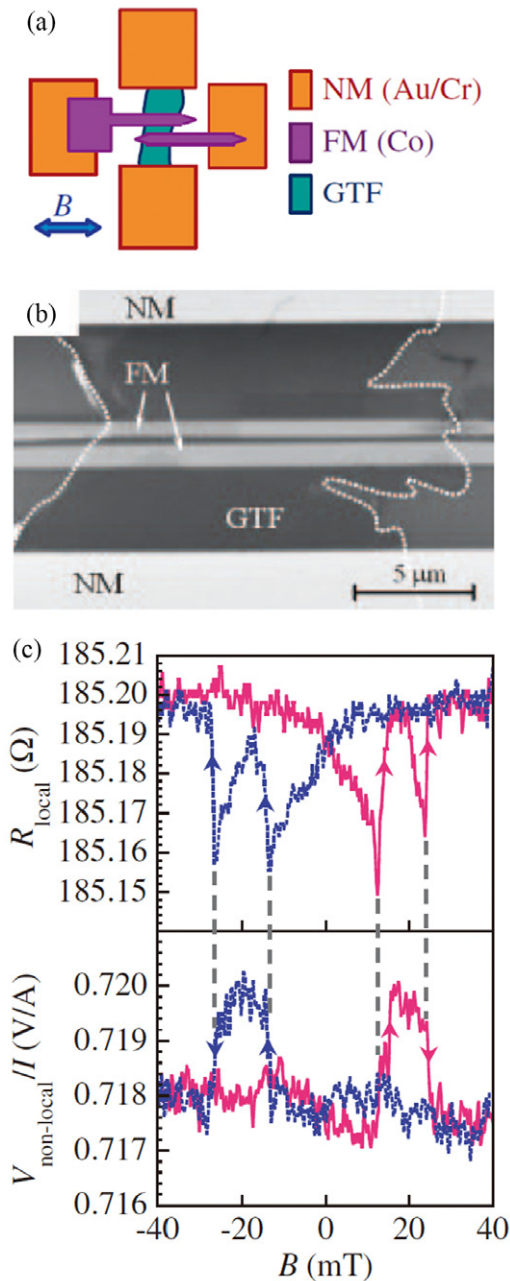 (a)
NM (Au/Cr)
FM (Co)
GTF
B
(b)
NM
FM
GTF
NM
5 μm
(c)
185.21
185.20
185.19
185.18
185.17
185.16
185.15
R local (Ω)
0.720
0.719
0.718
0.717
0.716
V non-local/I (V/A)
-40 -20 0 20 40
B (mT)